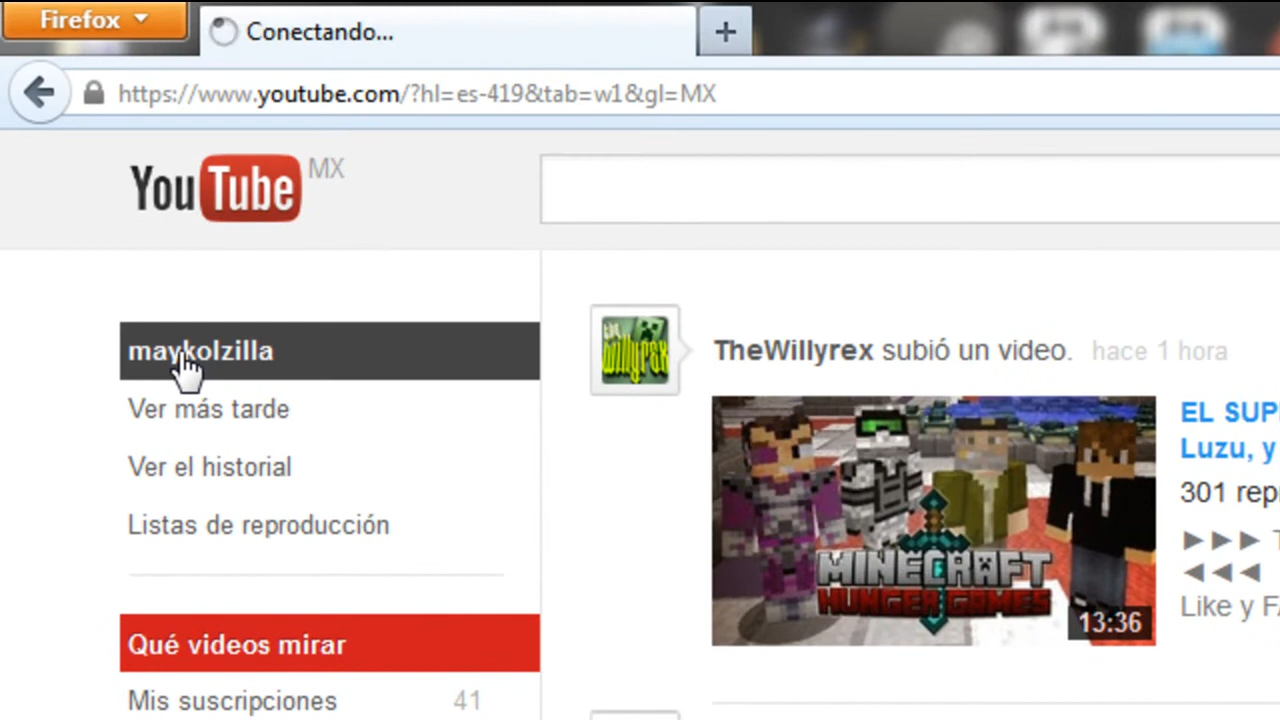 Firefox
Conectando...
https://www.youtube.com/?hl=es-419&tab=w1&gl=MX
YouTube MX
maykolzilla
Ver más tarde
Ver el historial
Listas de reproducción
Qué videos mirar
Mis suscripciones 41
the willyrex
TheWillyrex subió un video. hace 1 hora
MINECRAFT
HUNGER GAMES
13:36
EL
Luzu, y
301
Like y